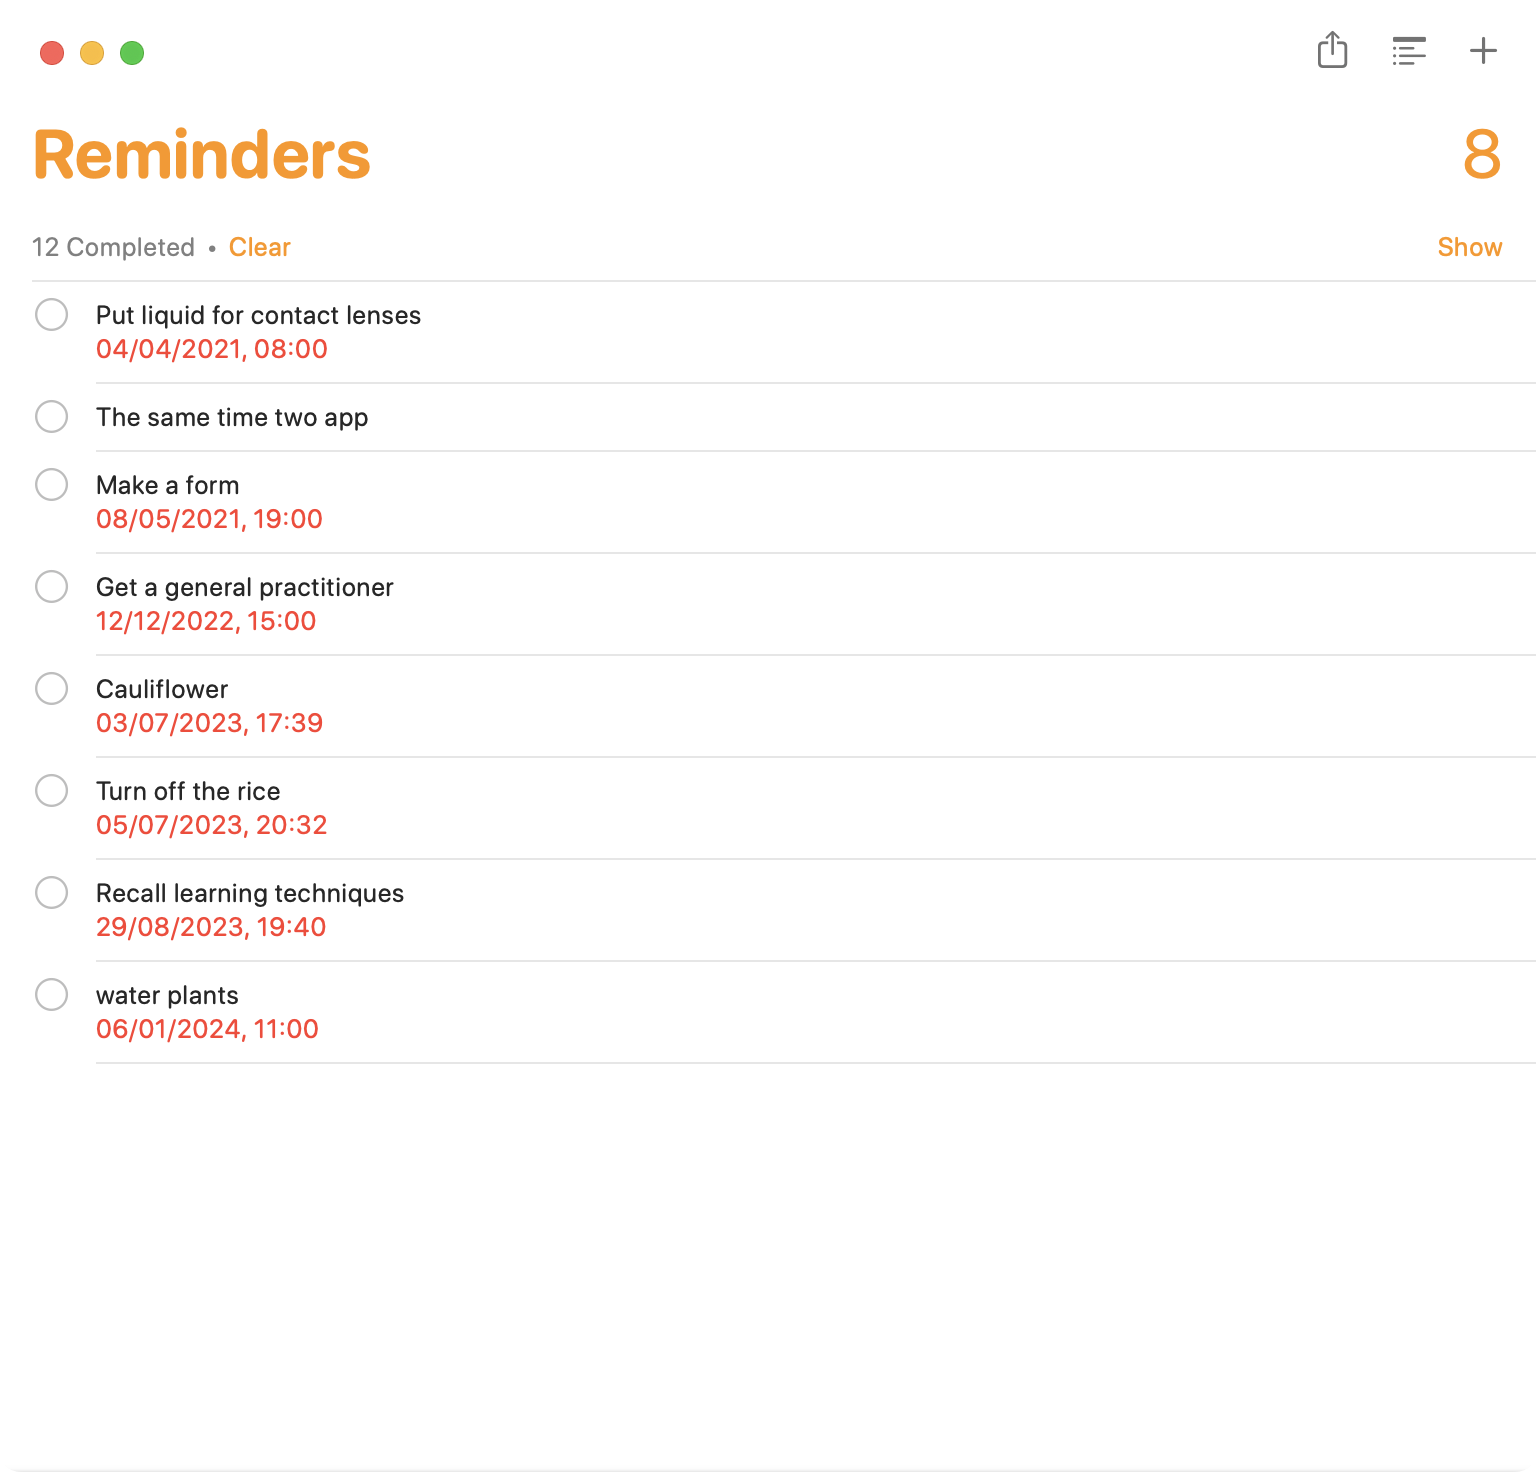 Reminders
8
12 Completed • Clear
Show
Put liquid for contact lenses
04/04/2021, 08:00
The same time two app
Make a form
08/05/2021, 19:00
Get a general practitioner
12/12/2022, 15:00
Cauliflower
03/07/2023, 17:39
Turn off the rice
05/07/2023, 20:32
Recall learning techniques
29/08/2023, 19:40
water plants
06/01/2024, 11:00